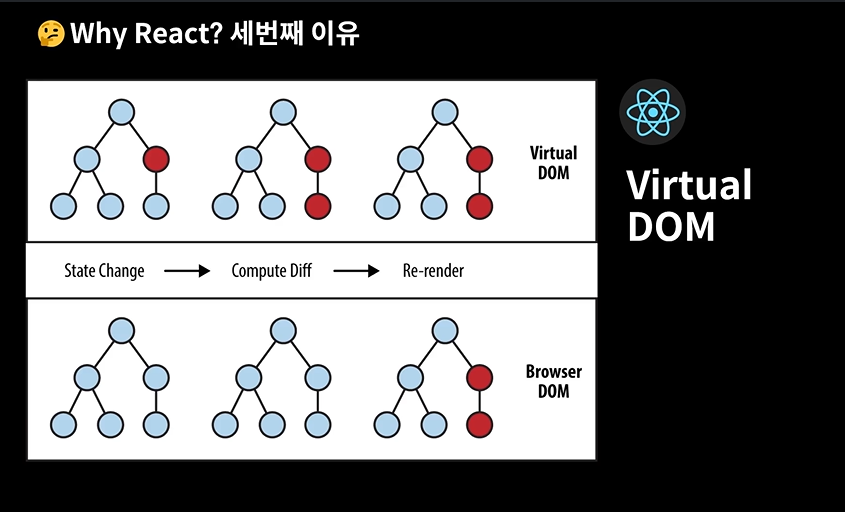 🤔 Why React? 세번째 이유
Virtual
DOM
State Change
Compute Diff
Re-render
Browser
DOM
Virtual
DOM